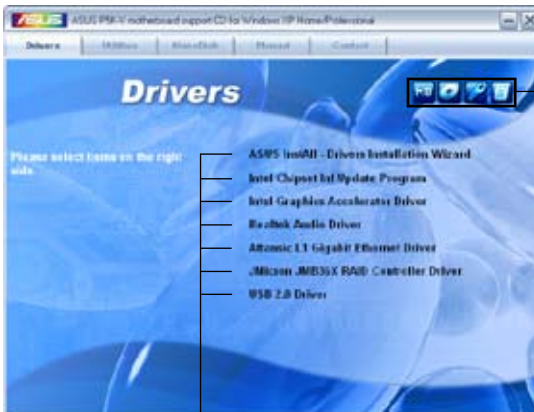 ASUS P5K-V motherboard support CD for Windows XP Home/Professional
Drivers Utilities MakeDisk Manual Contact
Drivers
Please select items on the right
side.
ASUS InstAll - Drivers Installation Wizard
Intel Chipset Inf Update Program
Intel Graphics Accelerator Driver
Realtek Audio Driver
Attansic L1 Gigabit Ethernet Driver
JMicron JMB36X RAID Controller Driver
USB 2.0 Driver